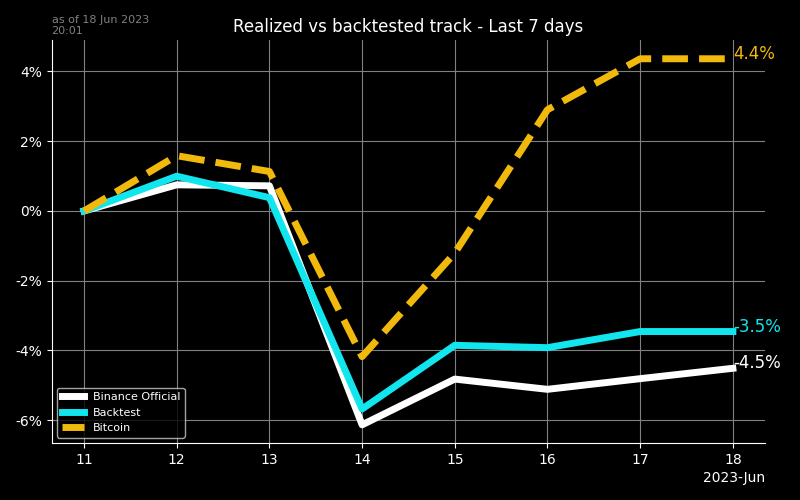 as of 18 Jun 2023
20:01
Realized vs backtested track - Last 7 days
4%
2%
0%
-2%
-4%
-6%
4.4%
-3.5%
-4.5%
Binance Official
Backtest
Bitcoin
11 12 13 14 15 16 17 18
2023-Jun